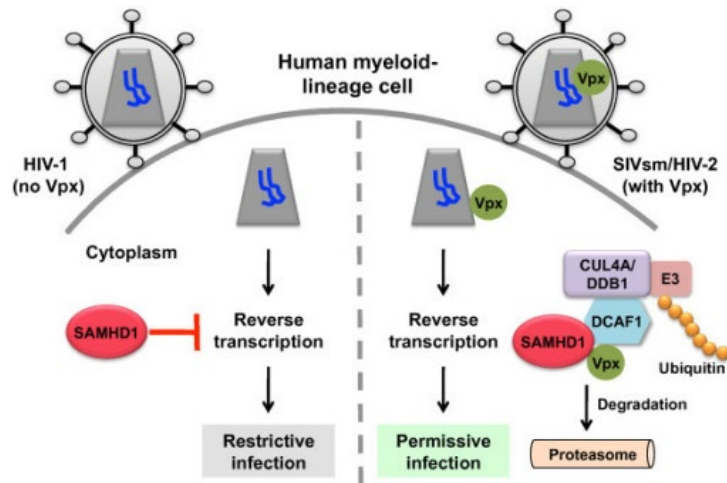 Human myeloid-
lineage cell
Vpx
HIV-1
(no Vpx)
SIVsm/HIV-2
(with Vpx)
Vpx
Cytoplasm
CUL4A/
DDB1
E3
SAMHD1
Reverse
transcription
Reverse
transcription
DCAF1
SAMHD1
Vpx
Ubiquitin
Degradation
Restrictive
infection
Permissive
infection
Proteasome